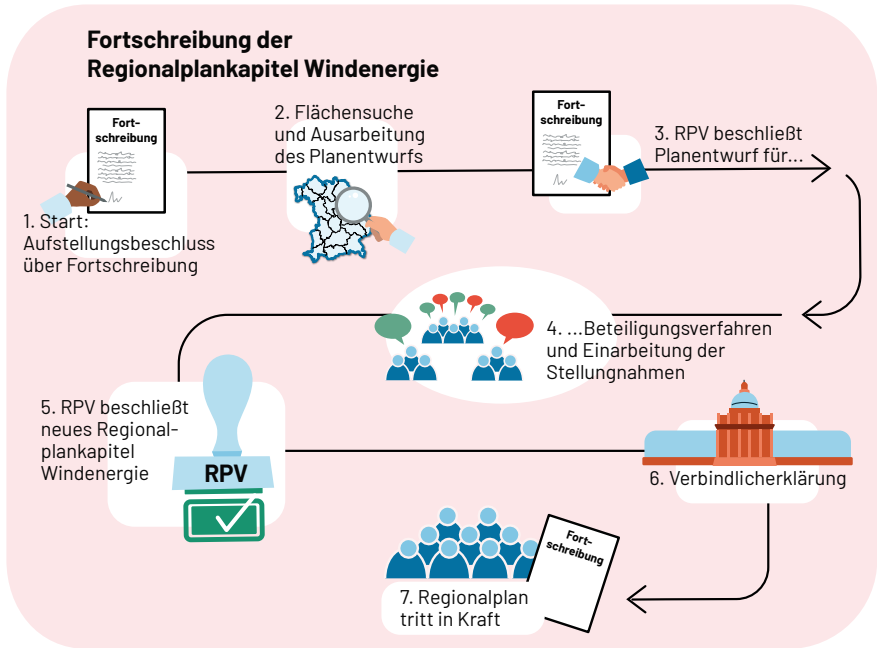 Fortschreibung der
Regionalplankapitel Windenergie
Fort-
schreibung
1. Start:
Aufstellungsbeschluss
über Fortschreibung
2. Flächensuche
und Ausarbeitung
des Planentwurfs
Fort-
schreibung
3. RPV beschließt
Planentwurf für...
4. ...Beteiligungsverfahren
und Einarbeitung der
Stellungnahmen
5. RPV beschließt
neues Regional-
plankapitel
Windenergie
RPV
6. Verbindlicherklärung
Fort-
schreibung
7. Regionalplan
tritt in Kraft